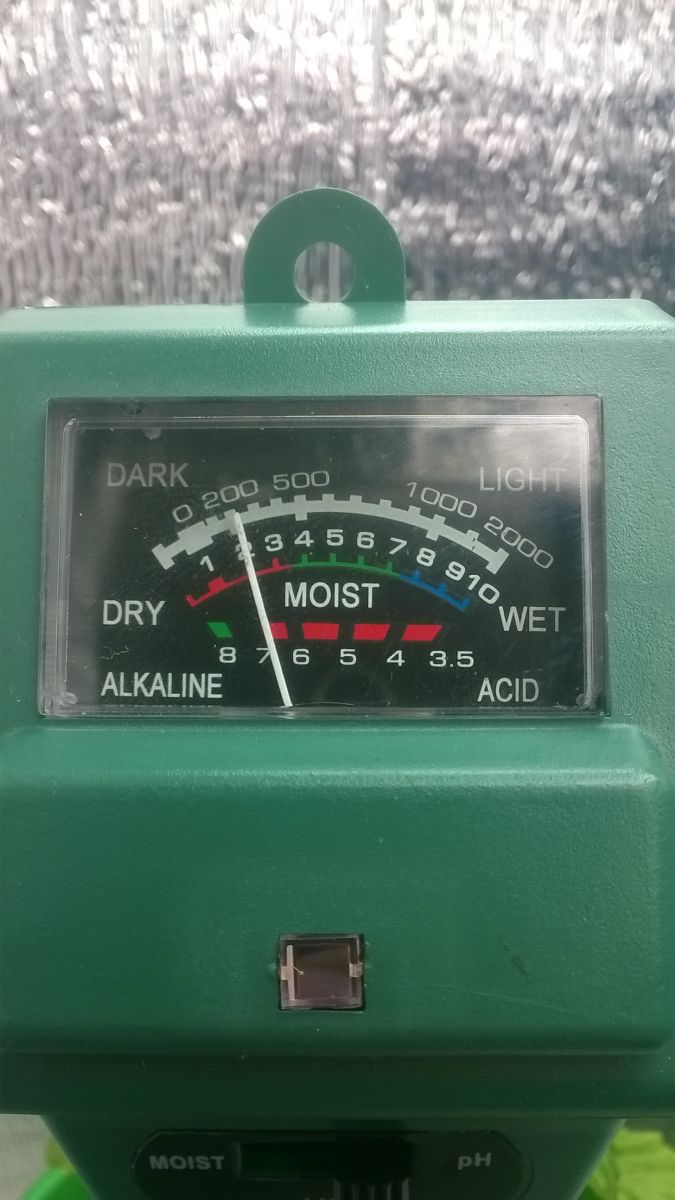 DARK LIGHT
0 200 500 1000 2000
1 2 3 4 5 6 7 8 9 10
DRY MOIST WET
8 7 6 5 4 3.5
ALKALINE ACID
MOIST pH